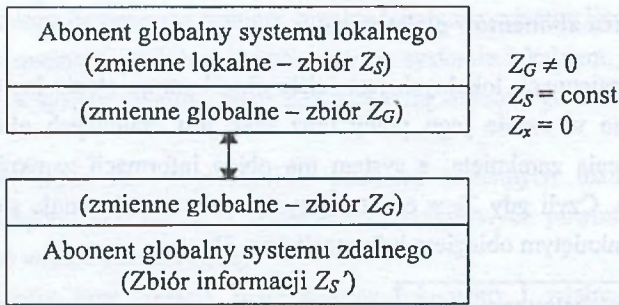 Abonent globalny systemu lokalnego
(zmienne lokalne – zbiór Z_S)
(zmienne globalne – zbiór Z_G)
Z_G ≠ 0
Z_S = const
Z_x = 0
(zmienne globalne – zbiór Z_G)
Abonent globalny systemu zdalnego
(Zbiór informacji Z_S')